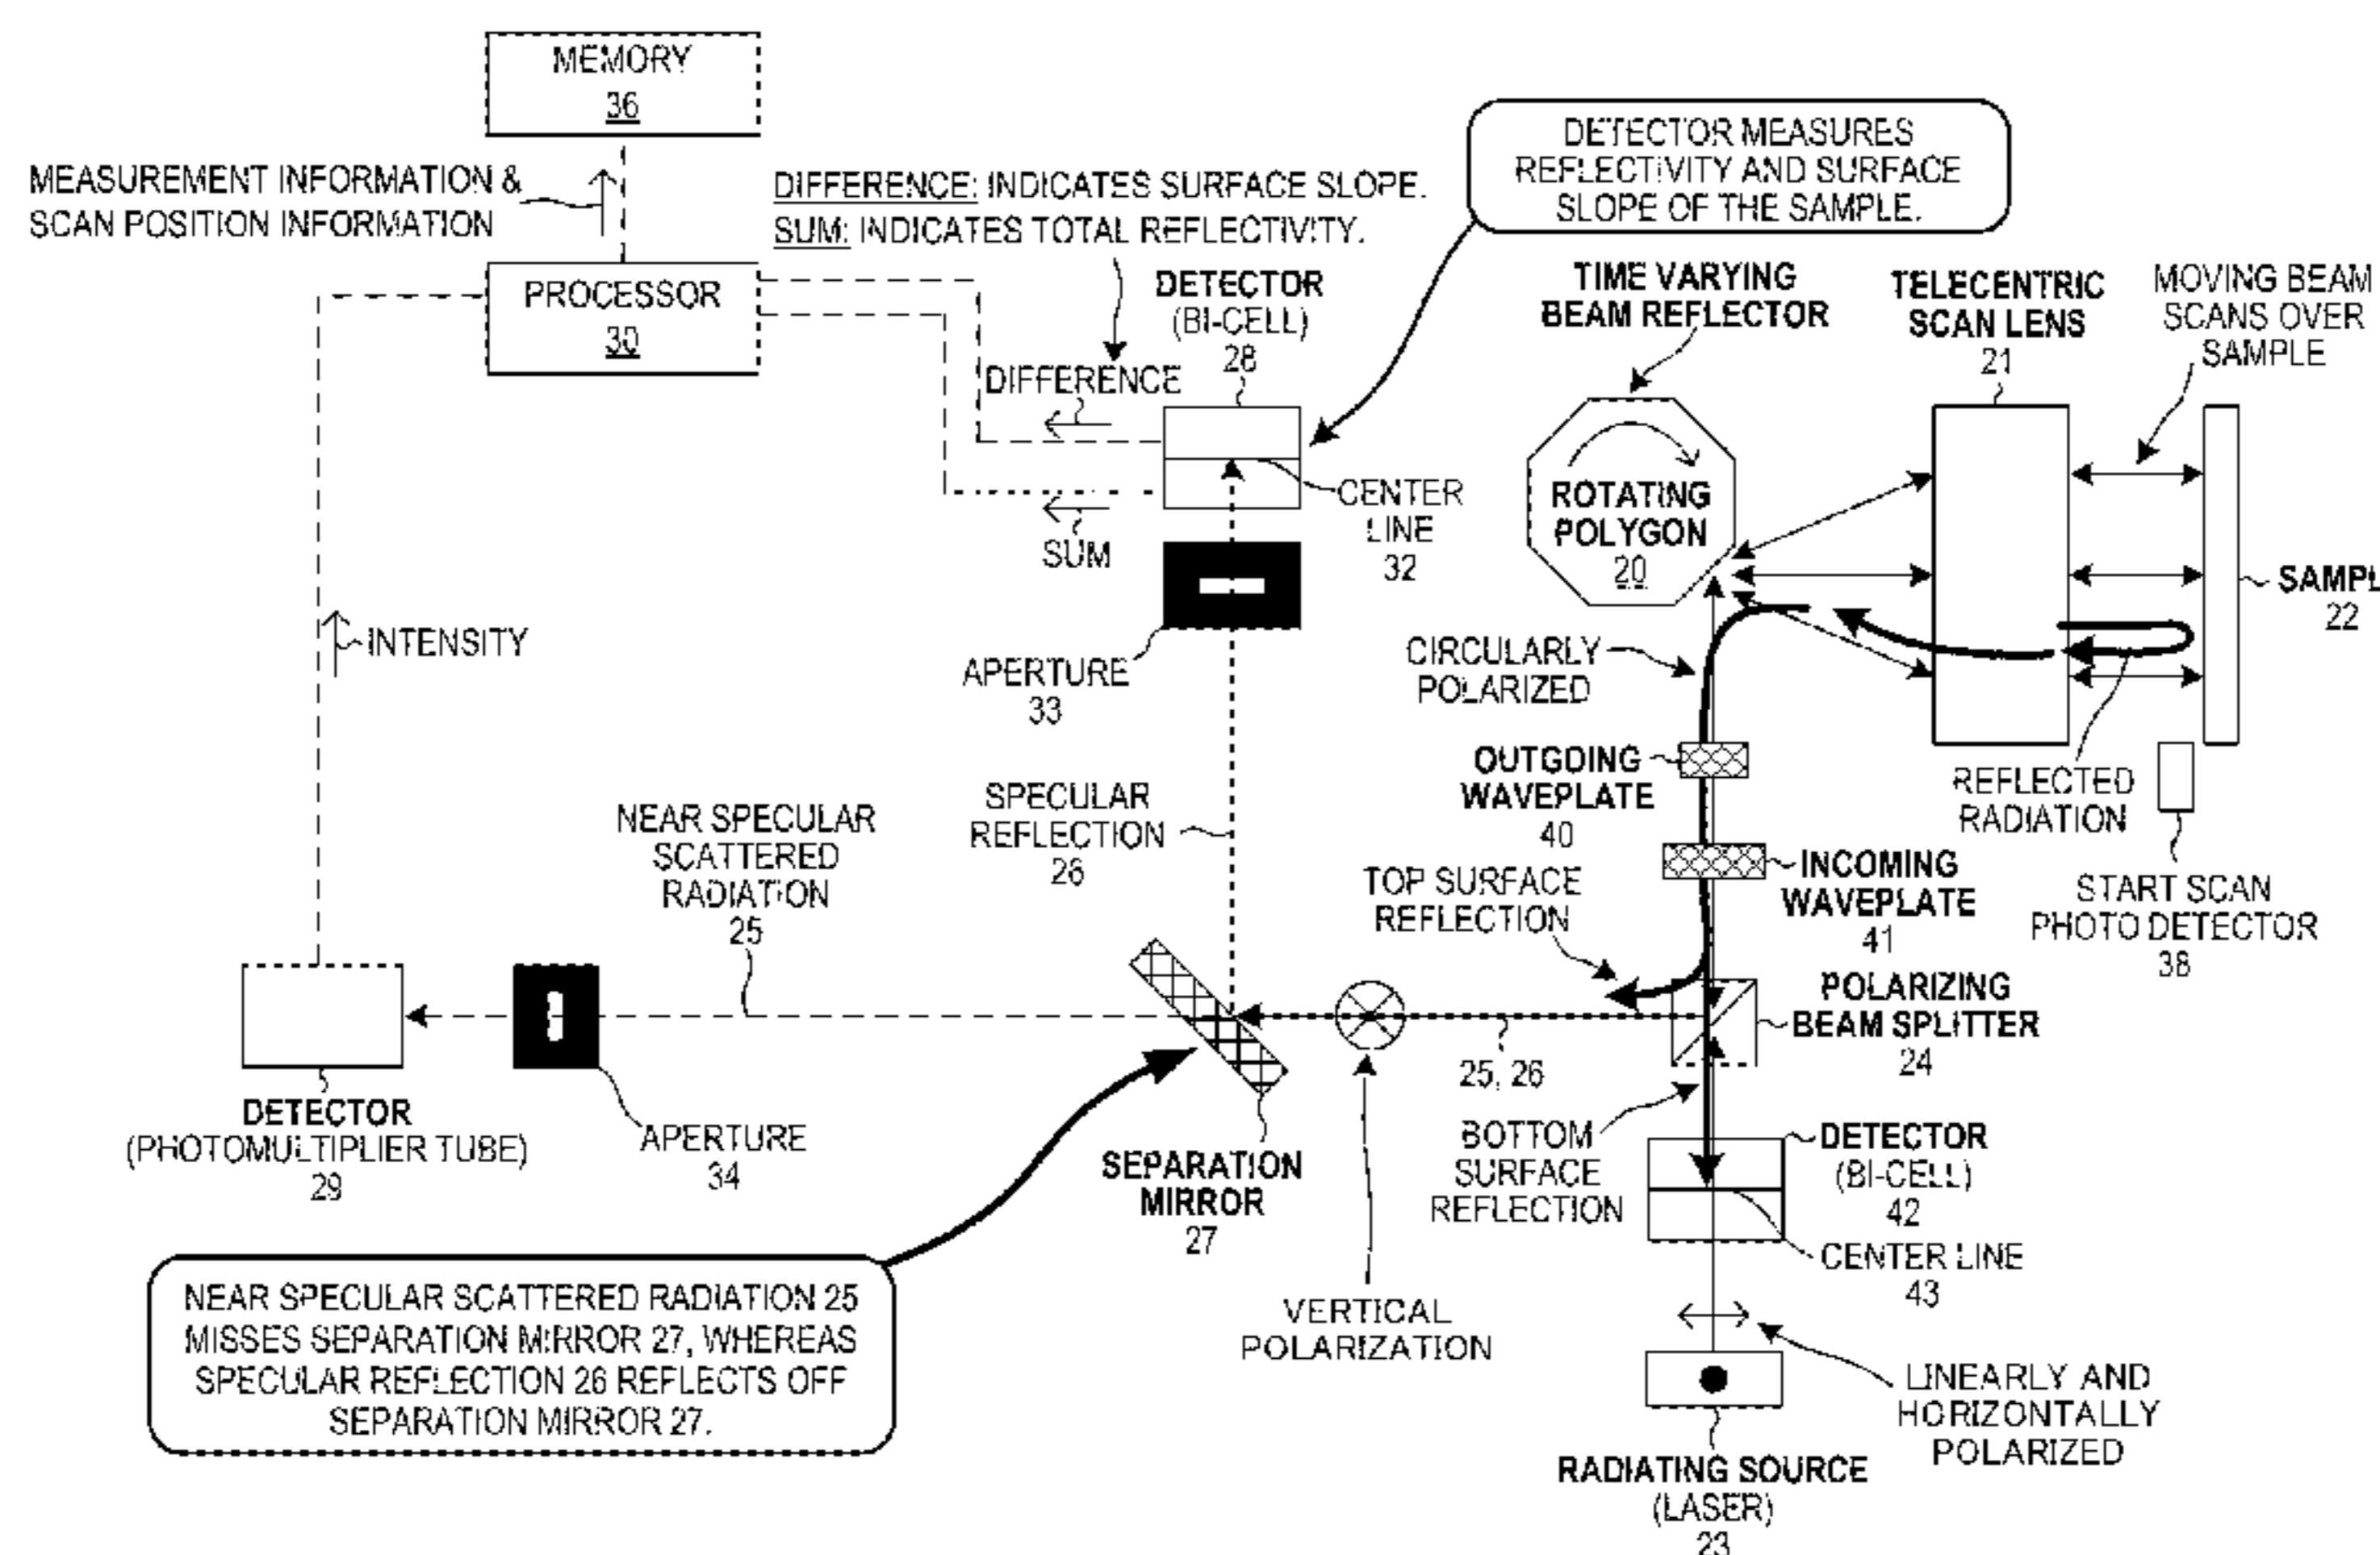 MEMORY
36
MEASUREMENT INFORMATION &
SCAN POSITION INFORMATION
PROCESSOR
30
DIFFERENCE: INDICATES SURFACE SLOPE.
SUM: INDICATES TOTAL REFLECTIVITY.
DETECTOR
(BI-CELL)
28
DIFFERENCE
SUM
CENTER
LINE
32
DETECTOR MEASURES
REFLECTIVITY AND SURFACE
SLOPE OF THE SAMPLE.
TIME VARYING
BEAM REFLECTOR
ROTATING
POLYGON
20
TELECENTRIC
SCAN LENS
21
MOVING BEAM
SCANS OVER
SAMPLE
SAMPL
22
INTENSITY
APERTURE
33
CIRCULARLY
POLARIZED
OUTGOING
WAVEPLATE
40
REFLECTED
RADIATION
START SCAN
PHOTO DETECTOR
38
INCOMING
WAVEPLATE
41
NEAR SPECULAR
SCATTERED
RADIATION
25
SPECULAR
REFLECTION
26
TOP SURFACE
REFLECTION
POLARIZING
BEAM SPLITTER
24
25, 26
DETECTOR
(PHOTOMULTIPLIER TUBE)
29
APERTURE
34
SEPARATION
MIRROR
27
BOTTOM
SURFACE
REFLECTION
DETECTOR
(BI-CELL)
42
CENTER LINE
43
VERTICAL
POLARIZATION
NEAR SPECULAR SCATTERED RADIATION 25
MISSES SEPARATION MIRROR 27, WHEREAS
SPECULAR REFLECTION 26 REFLECTS OFF
SEPARATION MIRROR 27.
LINEARLY AND
HORIZONTALLY
POLARIZED
RADIATING SOURCE
(LASER)
23